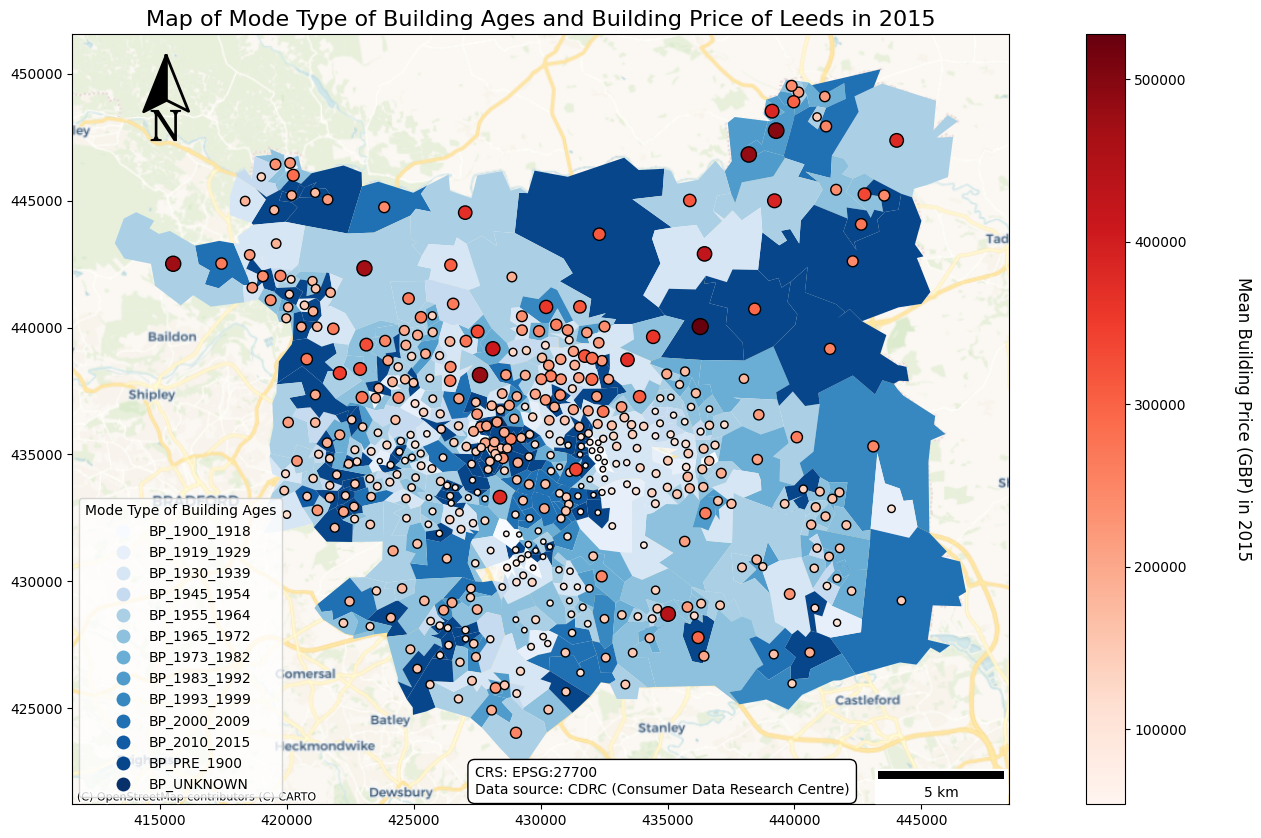 Map of Mode Type of Building Ages and Building Price of Leeds in 2015
450000
445000
440000
435000
430000
425000
N
ley
Tad
Baildon
Shipley
BRADFORD
Mode Type of Building Ages
BP_1900_1918
BP_1919_1929
BP_1930_1939
BP_1945_1954
BP_1955_1964
BP_1965_1972
BP_1973_1982
BP_1983_1992
BP_1993_1999
BP_2000_2009
BP_2010_2015
BP_PRE_1900
BP_UNKNOWN
Gomersal
Batley
Heckmondwike
Dewsbury
Stanley
Castleford
(C) OpenStreetMap contributors (C) CARTO
CRS: EPSG:27700
Data source: CDRC (Consumer Data Research Centre)
5 km
415000 420000 425000 430000 435000 440000 445000
500000
400000
300000
200000
100000
Mean Building Price (GBP) in 2015